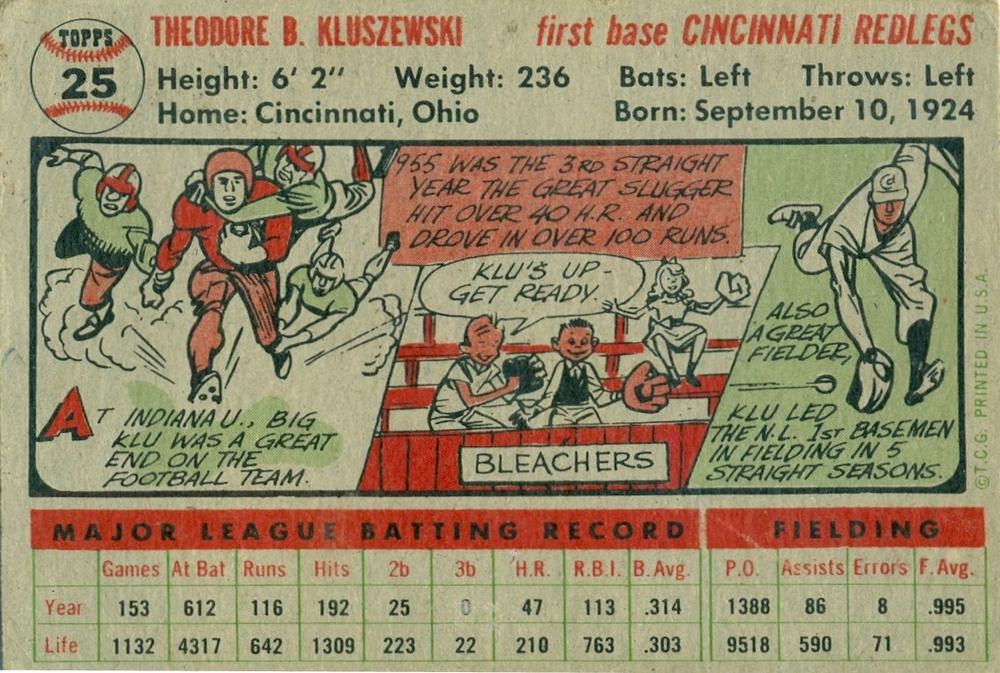 TOPPS
25
THEODORE B. KLUSZEWSKI first base CINCINNATI REDLEGS
Height: 6' 2" Weight: 236 Bats: Left Throws: Left
Home: Cincinnati, Ohio Born: September 10, 1924
1955 WAS THE 3RD STRAIGHT
YEAR THE GREAT SLUGGER
HIT OVER 40 H.R. AND
DROVE IN OVER 100 RUNS.
AT INDIANA U., BIG
KLU WAS A GREAT
END ON THE
FOOTBALL TEAM.
KLU'S UP-
GET READY.
BLEACHERS
C
ALSO
A GREAT
FIELDER,
KLU LED
THE N.L. 1ST BASEMEN
IN FIELDING IN 5
STRAIGHT SEASONS.
©T.C.G. PRINTED IN U.S.A.
MAJOR LEAGUE BATTING RECORD FIELDING
Games At Bat Runs Hits 2b 3b H.R. R.B.I. B. Avg. P.O. Assists Errors F. Avg.
Year 153 612 116 192 25 0 47 113 .314 1388 86 8 .995
Life 1132 4317 642 1309 223 22 210 763 .303 9518 590 71 .993